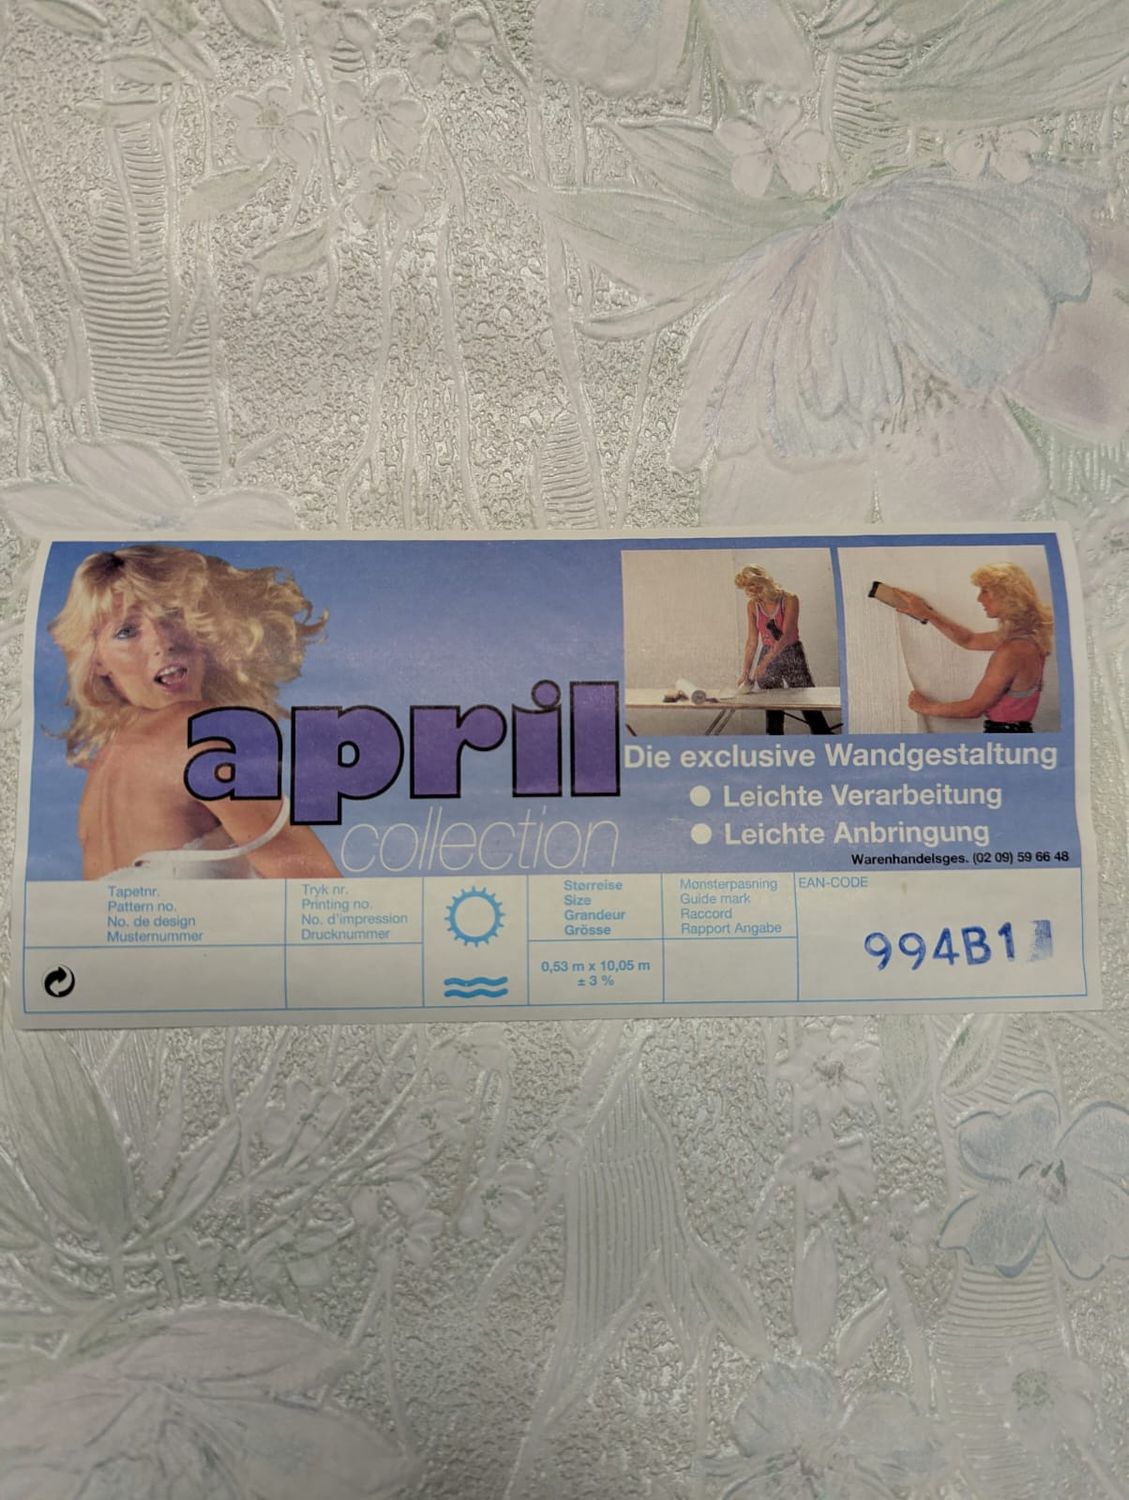 april
collection
Die exclusive Wandgestaltung
● Leichte Verarbeitung
● Leichte Anbringung
Warenhandelsges. (02 09) 59 66 48
Tapetnr.
Pattern no.
No. de design
Musternummer
Tryk nr.
Printing no.
No. d'impression
Drucknummer
Størreise
Size
Grandeur
Grösse
0,53 m x 10,05 m
± 3 %
Mønsterpasning
Guide mark
Raccord
Rapport Angabe
EAN-CODE
994B1